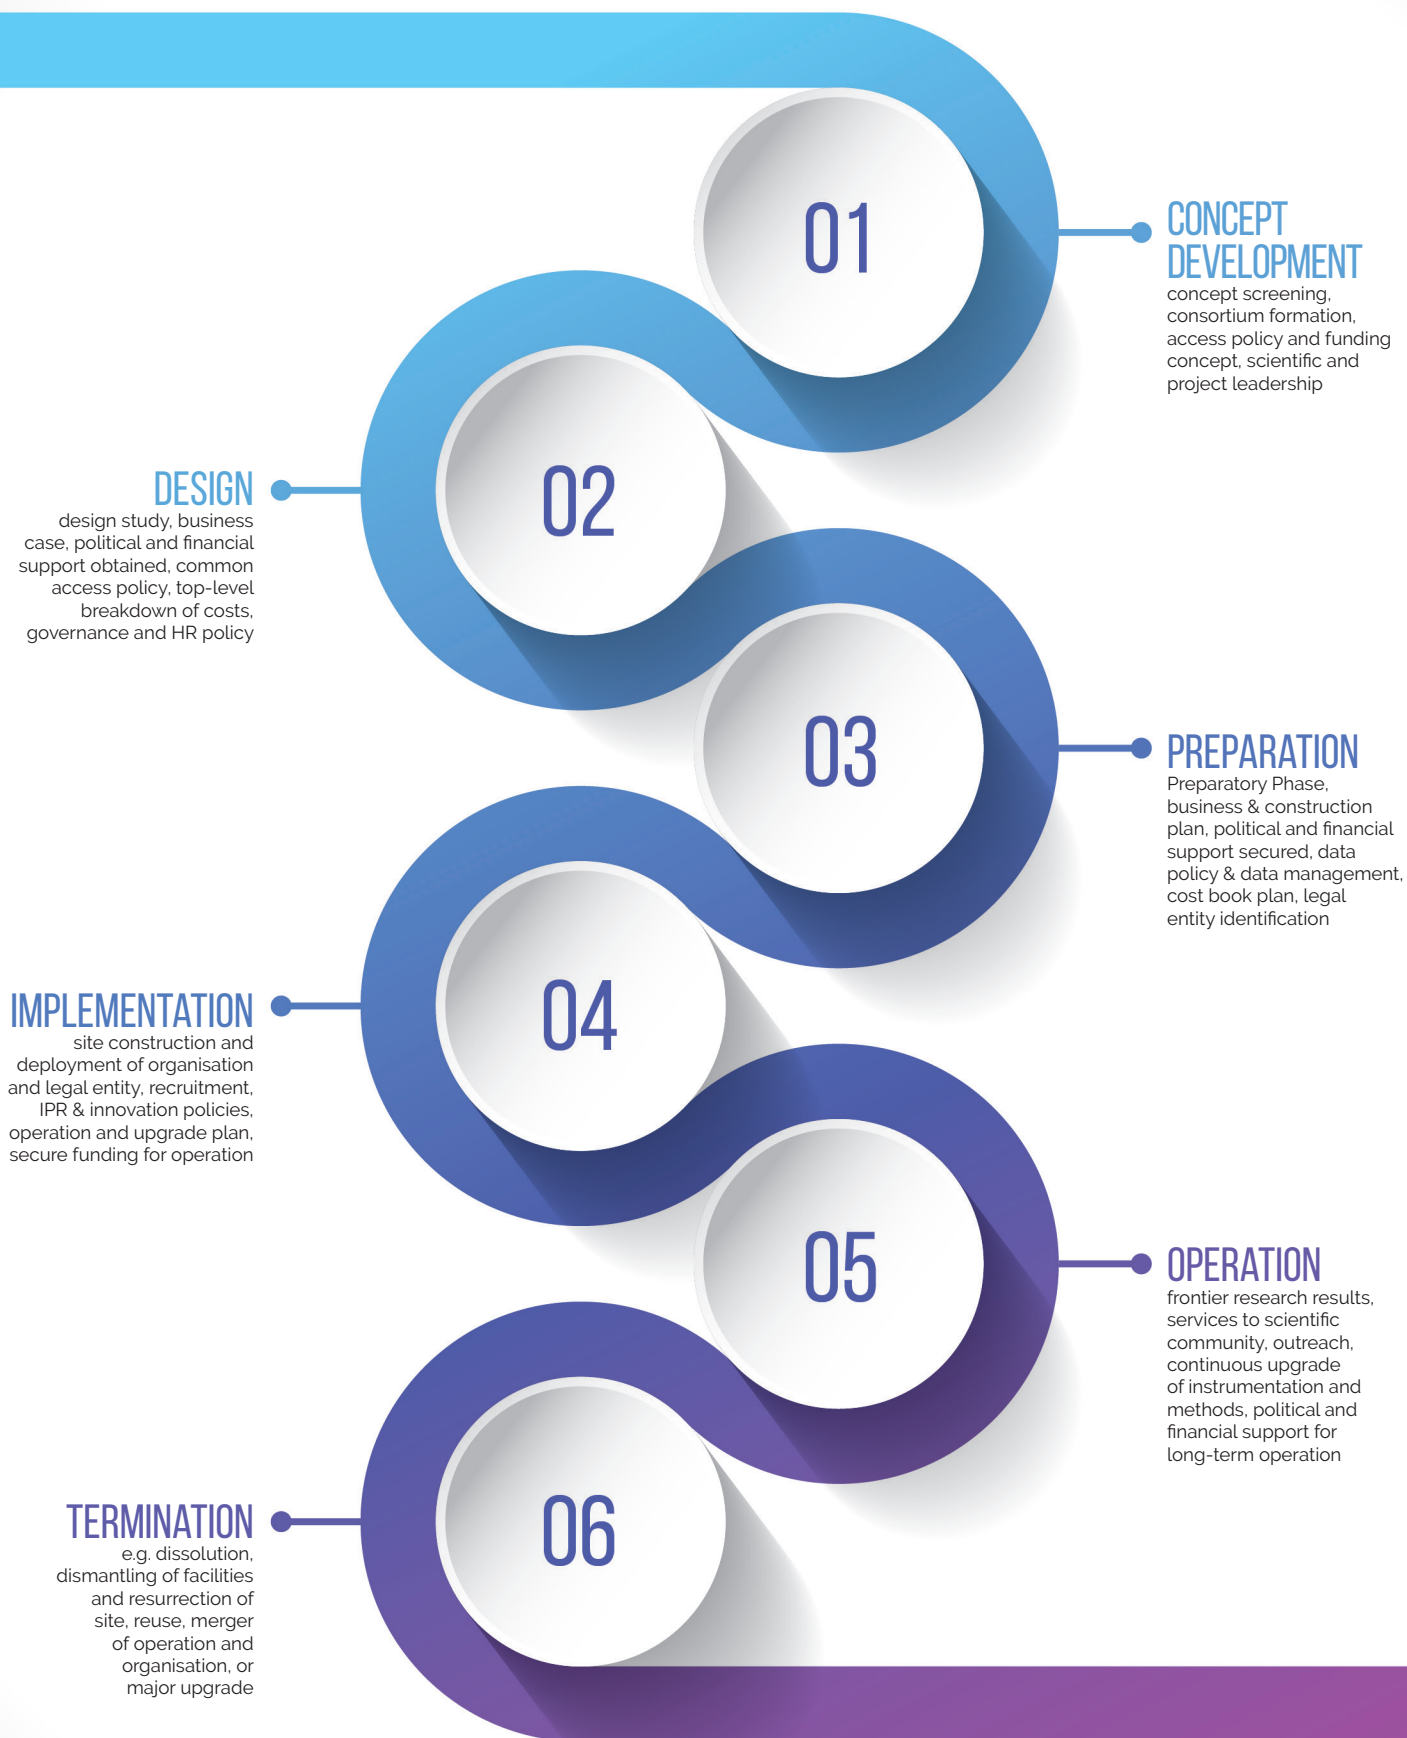 01
CONCEPT
DEVELOPMENT
concept screening,
consortium formation,
access policy and funding
concept, scientific and
project leadership
02
DESIGN
design study, business
case, political and financial
support obtained, common
access policy, top-level
breakdown of costs,
governance and HR policy
03
PREPARATION
Preparatory Phase,
business & construction
plan, political and financial
support secured, data
policy & data management,
cost book plan, legal
entity identification
04
IMPLEMENTATION
site construction and
deployment of organisation
and legal entity, recruitment,
IPR & innovation policies,
operation and upgrade plan,
secure funding for operation
05
OPERATION
frontier research results,
services to scientific
community, outreach,
continuous upgrade
of instrumentation and
methods, political and
financial support for
long-term operation
06
TERMINATION
e.g. dissolution,
dismantling of facilities
and resurrection of
site, reuse, merger
of operation and
organisation, or
major upgrade